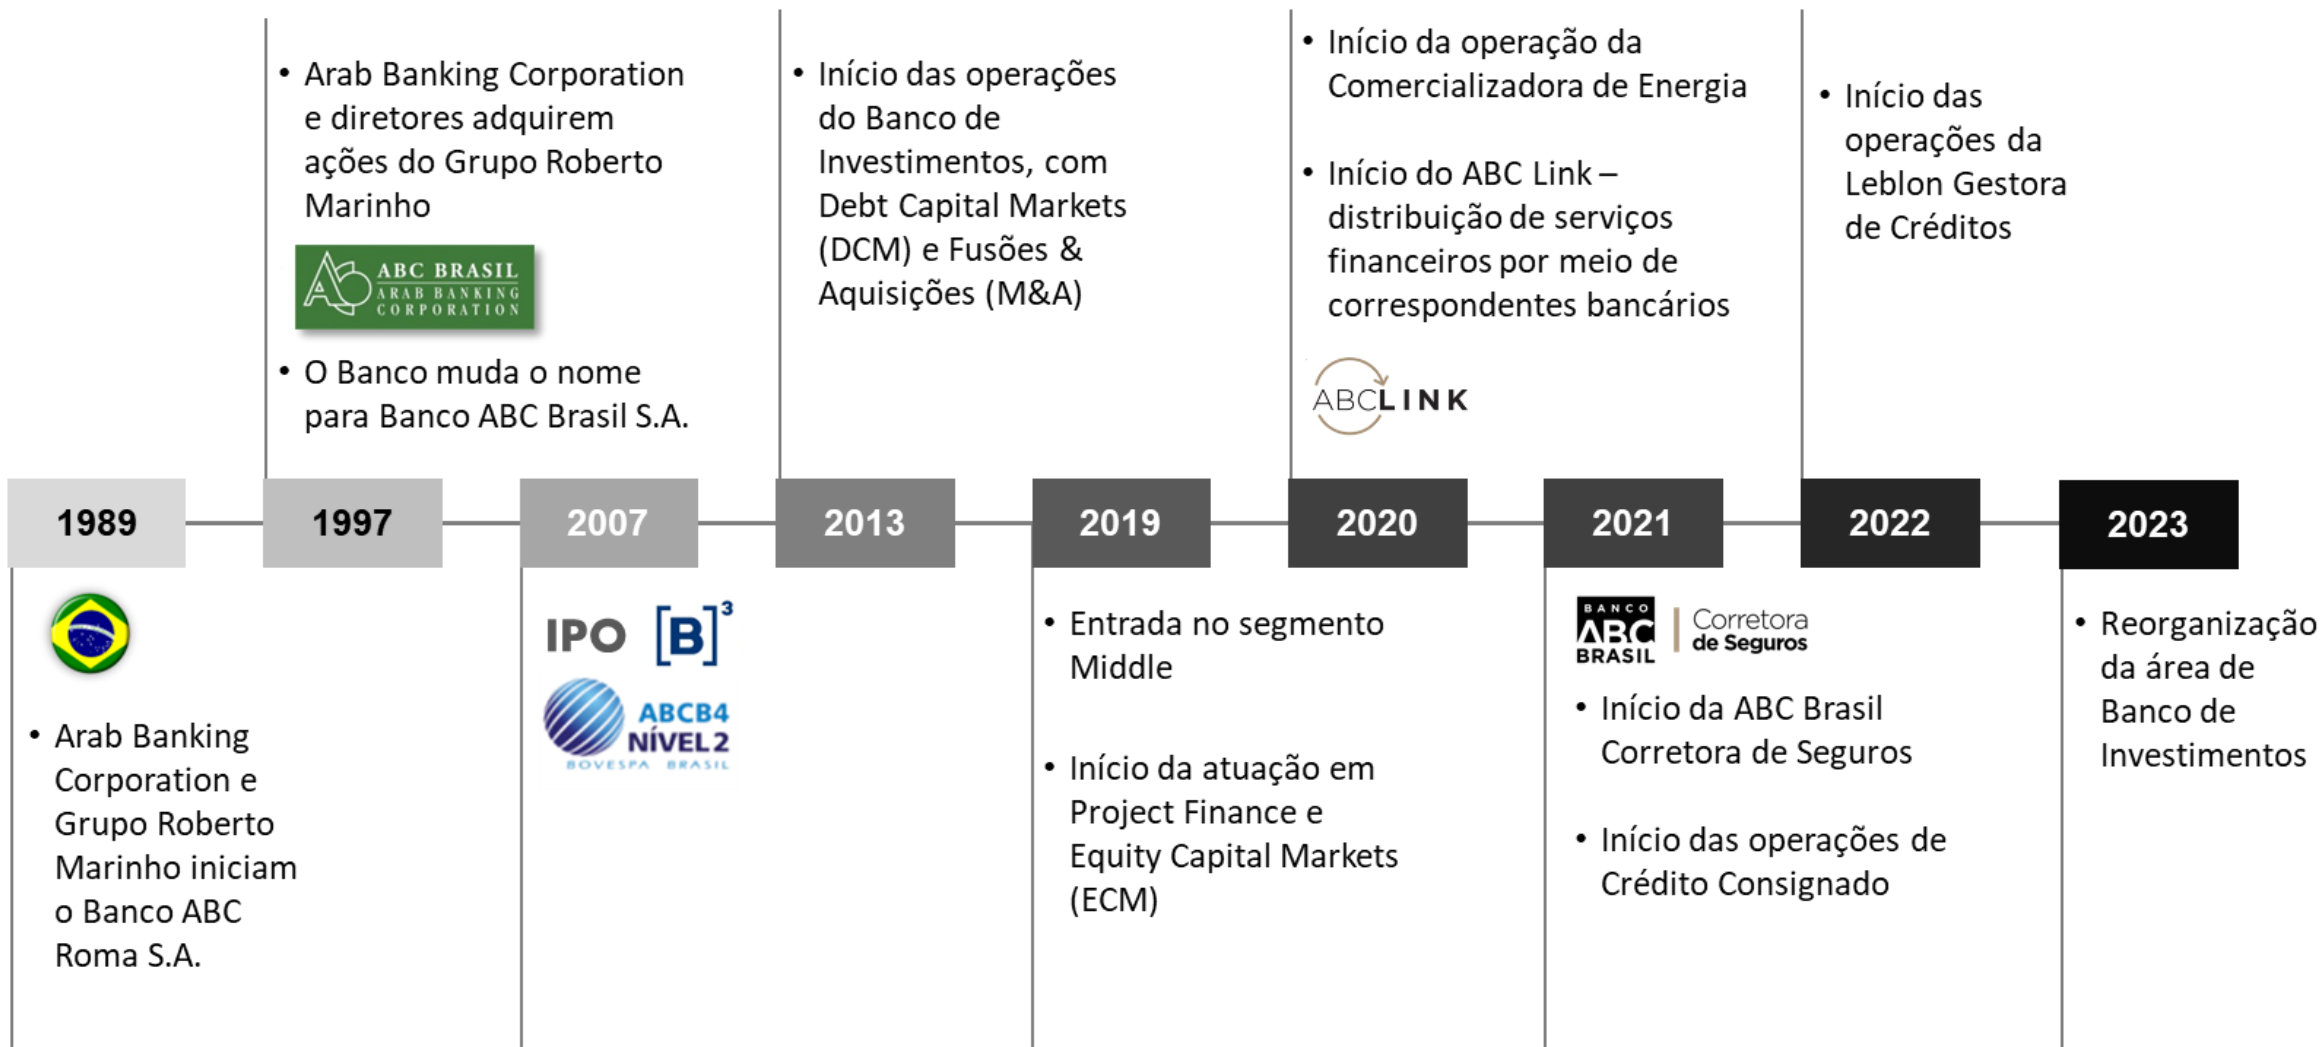 • Arab Banking Corporation
e diretores adquirem
ações do Grupo Roberto
Marinho
ABC BRASIL
ARAB BANKING
CORPORATION
• O Banco muda o nome
para Banco ABC Brasil S.A.
• Início das operações
do Banco de
Investimentos, com
Debt Capital Markets
(DCM) e Fusões &
Aquisições (M&A)
• Início da operação da
Comercializadora de Energia
• Início do ABC Link –
distribuição de serviços
financeiros por meio de
correspondentes bancários
ABCLINK
• Início das
operações da
Leblon Gestora
de Créditos
1989
1997
2007
2013
2019
2020
2021
2022
2023
• Arab Banking
Corporation e
Grupo Roberto
Marinho iniciam
o Banco ABC
Roma S.A.
IPO [B]³
ABCB4
NÍVEL 2
BOVESPA BRASIL
• Entrada no segmento
Middle
• Início da atuação em
Project Finance e
Equity Capital Markets
(ECM)
BANCO
ABC
BRASIL
Corretora
de Seguros
• Início da ABC Brasil
Corretora de Seguros
• Início das operações de
Crédito Consignado
• Reorganização
da área de
Banco de
Investimentos